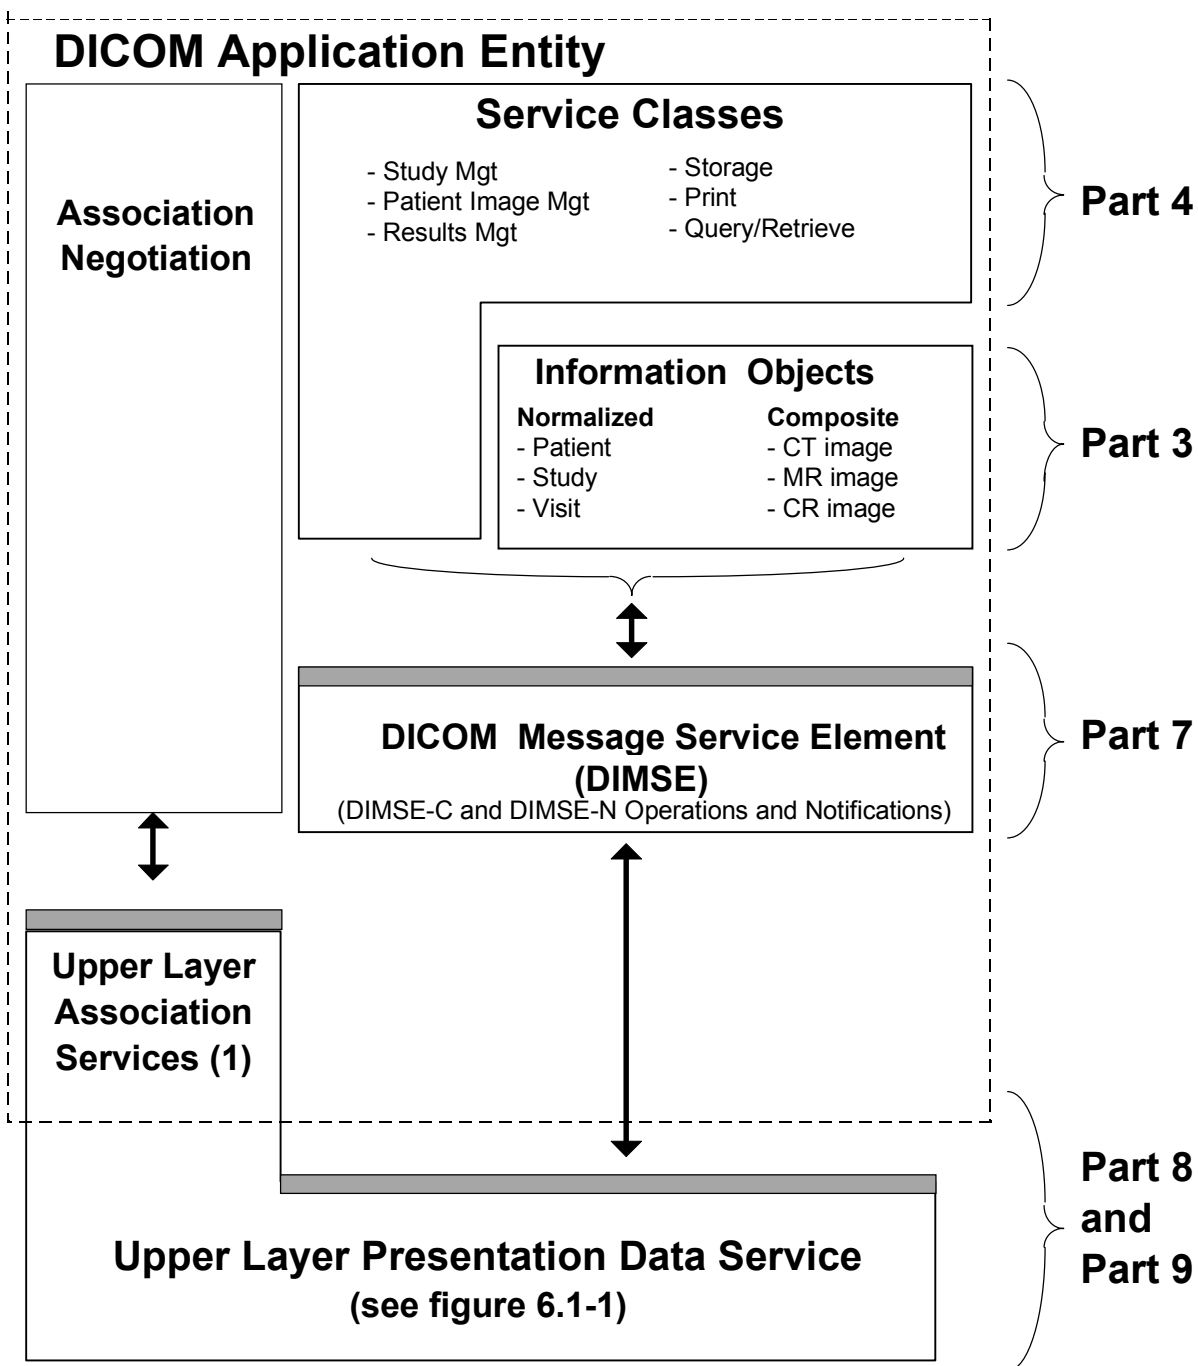 DICOM Application Entity
Association
Negotiation
Service Classes
- Study Mgt
- Patient Image Mgt
- Results Mgt
- Storage
- Print
- Query/Retrieve
Part 4
Information Objects
Normalized
- Patient
- Study
- Visit
Composite
- CT image
- MR image
- CR image
Part 3
DICOM Message Service Element
(DIMSE)
(DIMSE-C and DIMSE-N Operations and Notifications)
Part 7
Upper Layer
Association
Services (1)
Upper Layer Presentation Data Service
(see figure 6.1-1)
Part 8
and
Part 9